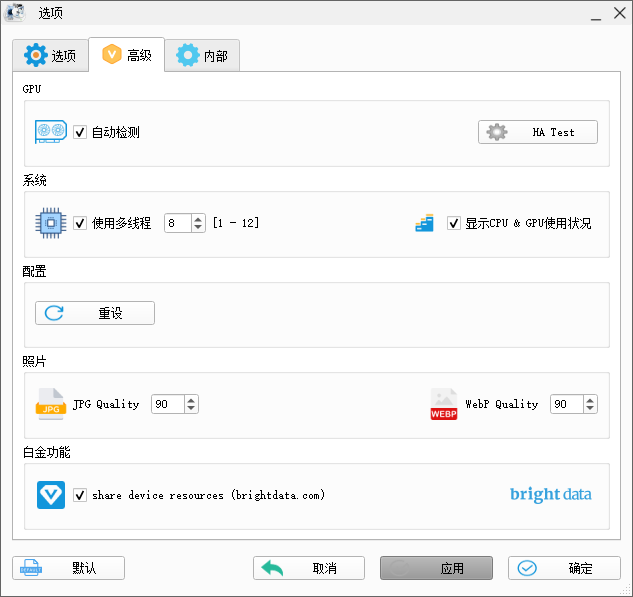 选项
选项 高级 内部
GPU
自动检测 HA Test
系统
使用多线程 8 [1 - 12] 显示CPU & GPU使用状况
配置
重设
照片
JPG JPG Quality 90 WEBP WebP Quality 90
白金功能
share device resources (brightdata.com) bright data
DEFAULT 默认 取消 应用 确定